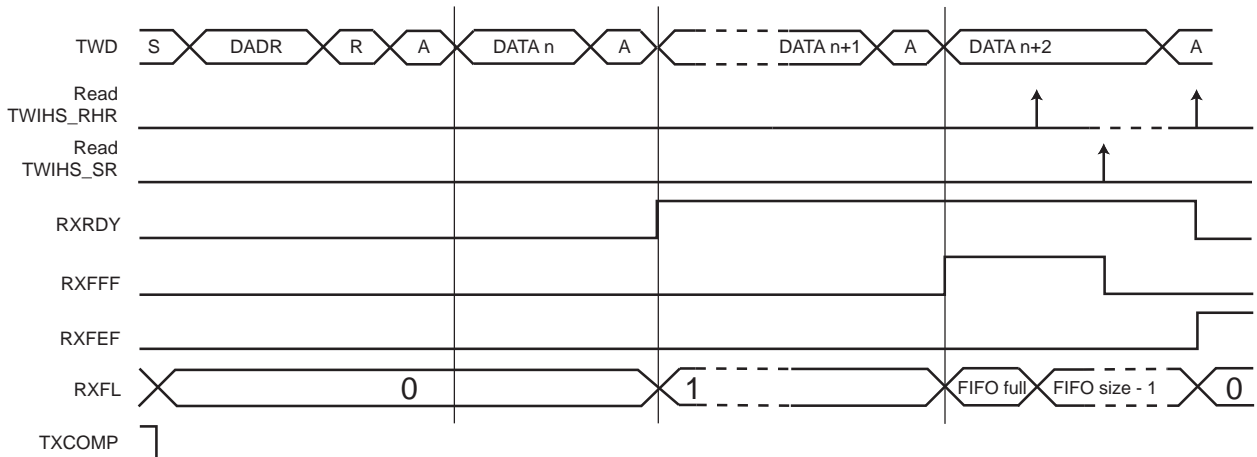 TWD S DADR R A DATA n A DATA n+1 A DATA n+2 A
Read
TWIHS_RHR
Read
TWIHS_SR
RXRDY
RXFFF
RXFEF
RXFL 0 1 FIFO full FIFO size - 1 0
TXCOMP